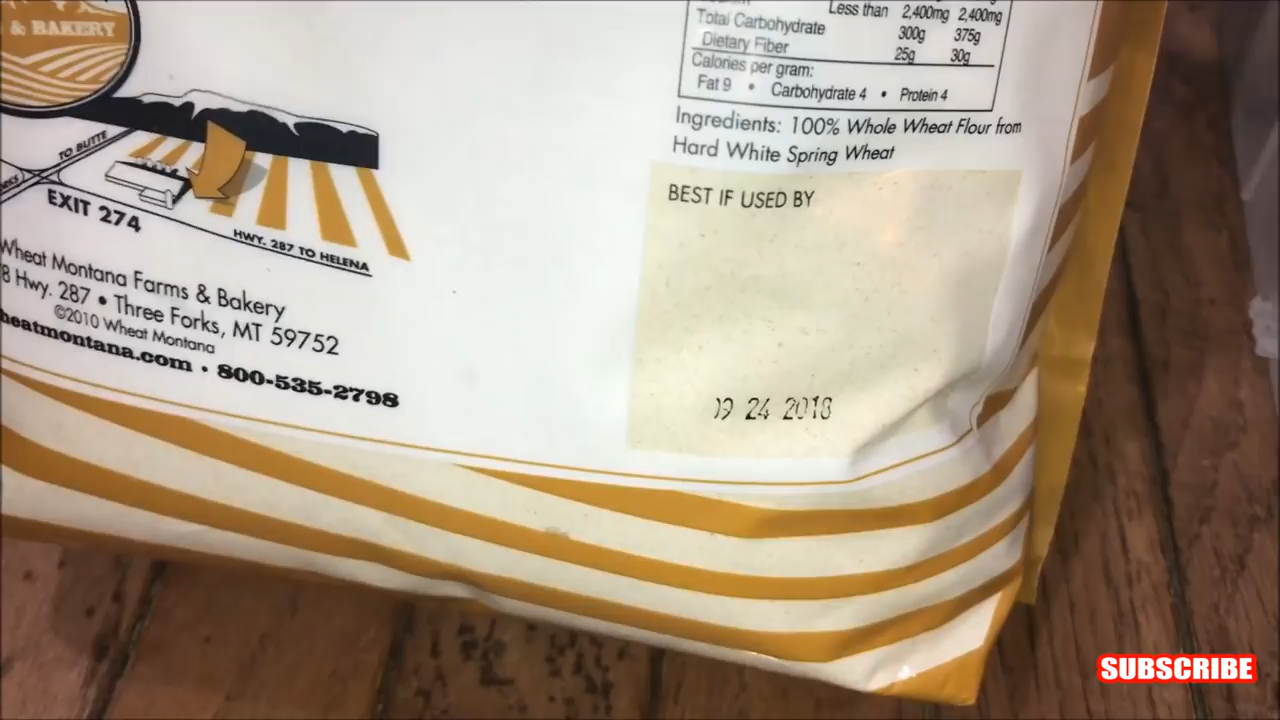 & BAKERY
TO BUTTE
EXIT 274
HWY. 287 TO HELENA
Wheat Montana Farms & Bakery
8 Hwy. 287 • Three Forks, MT 59752
©2010 Wheat Montana
heatmontana.com • 800-535-2798
Less than 2,400mg 2,400mg
Total Carbohydrate 300g 375g
Dietary Fiber 25g 30g
Calories per gram:
Fat 9 • Carbohydrate 4 • Protein 4
Ingredients: 100% Whole Wheat Flour from
Hard White Spring Wheat
BEST IF USED BY
09 24 2018
SUBSCRIBE